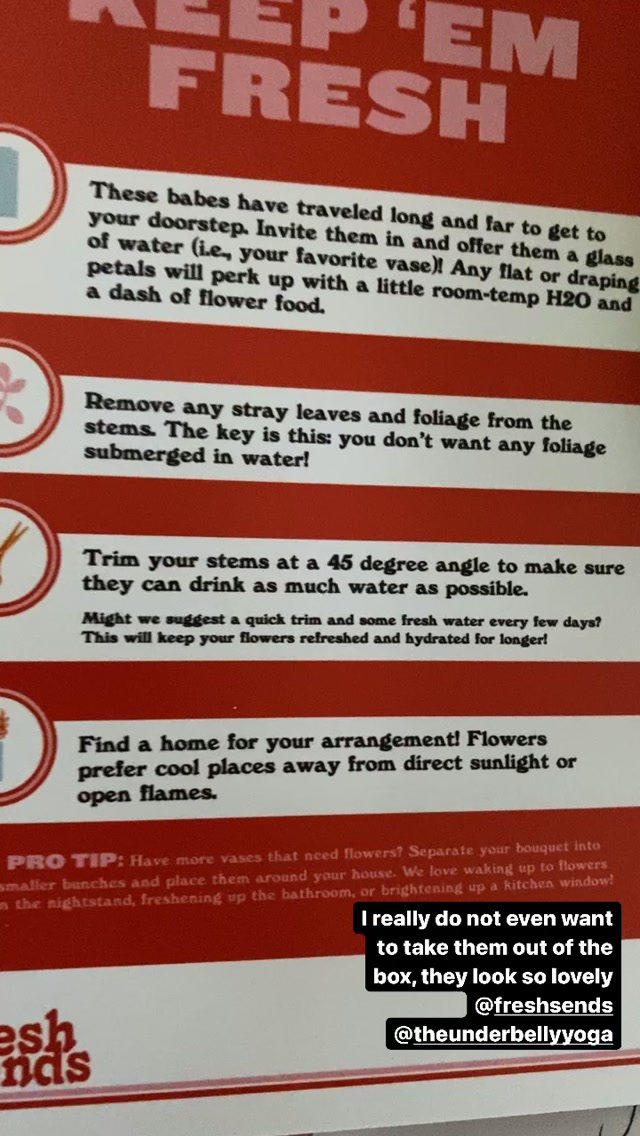 KEEP 'EM
FRESH
These babes have traveled long and far to get to
your doorstep. Invite them in and offer them a glass
of water (i.e., your favorite vase)! Any flat or draping
petals will perk up with a little room-temp H2O and
a dash of flower food.
Remove any stray leaves and foliage from the
stems. The key is this: you don't want any foliage
submerged in water!
Trim your stems at a 45 degree angle to make sure
they can drink as much water as possible.
Might we suggest a quick trim and some fresh water every few days?
This will keep your flowers refreshed and hydrated for longer!
Find a home for your arrangement! Flowers
prefer cool places away from direct sunlight or
open flames.
PRO TIP: Have more vases that need flowers? Separate your bouquet into
smaller bunches and place them around your house. We love waking up to flowers
n the nightstand, freshening up the bathroom, or brightening up a kitchen window!
I really do not even want
to take them out of the
box, they look so lovely
@freshsends
@theunderbellyyoga
esh
nds